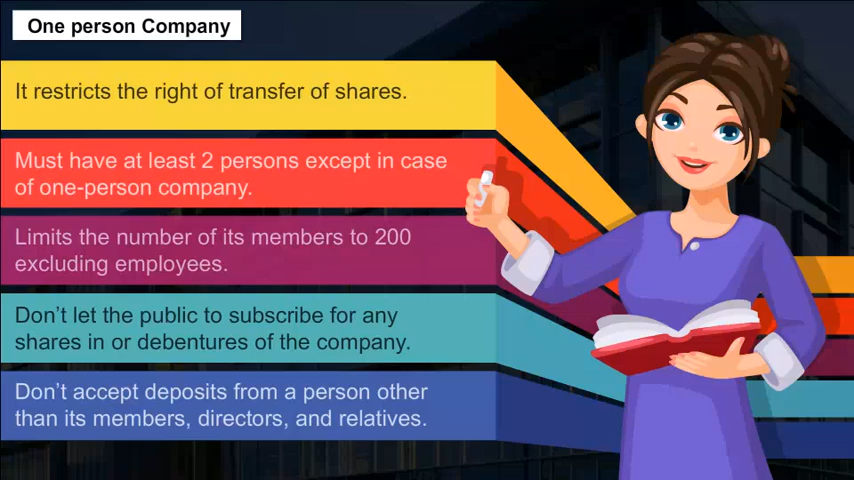 One person Company
It restricts the right of transfer of shares.
Must have at least 2 persons except in case
of one-person company.
Limits the number of its members to 200
excluding employees.
Don’t let the public to subscribe for any
shares in or debentures of the company.
Don’t accept deposits from a person other
than its members, directors, and relatives.